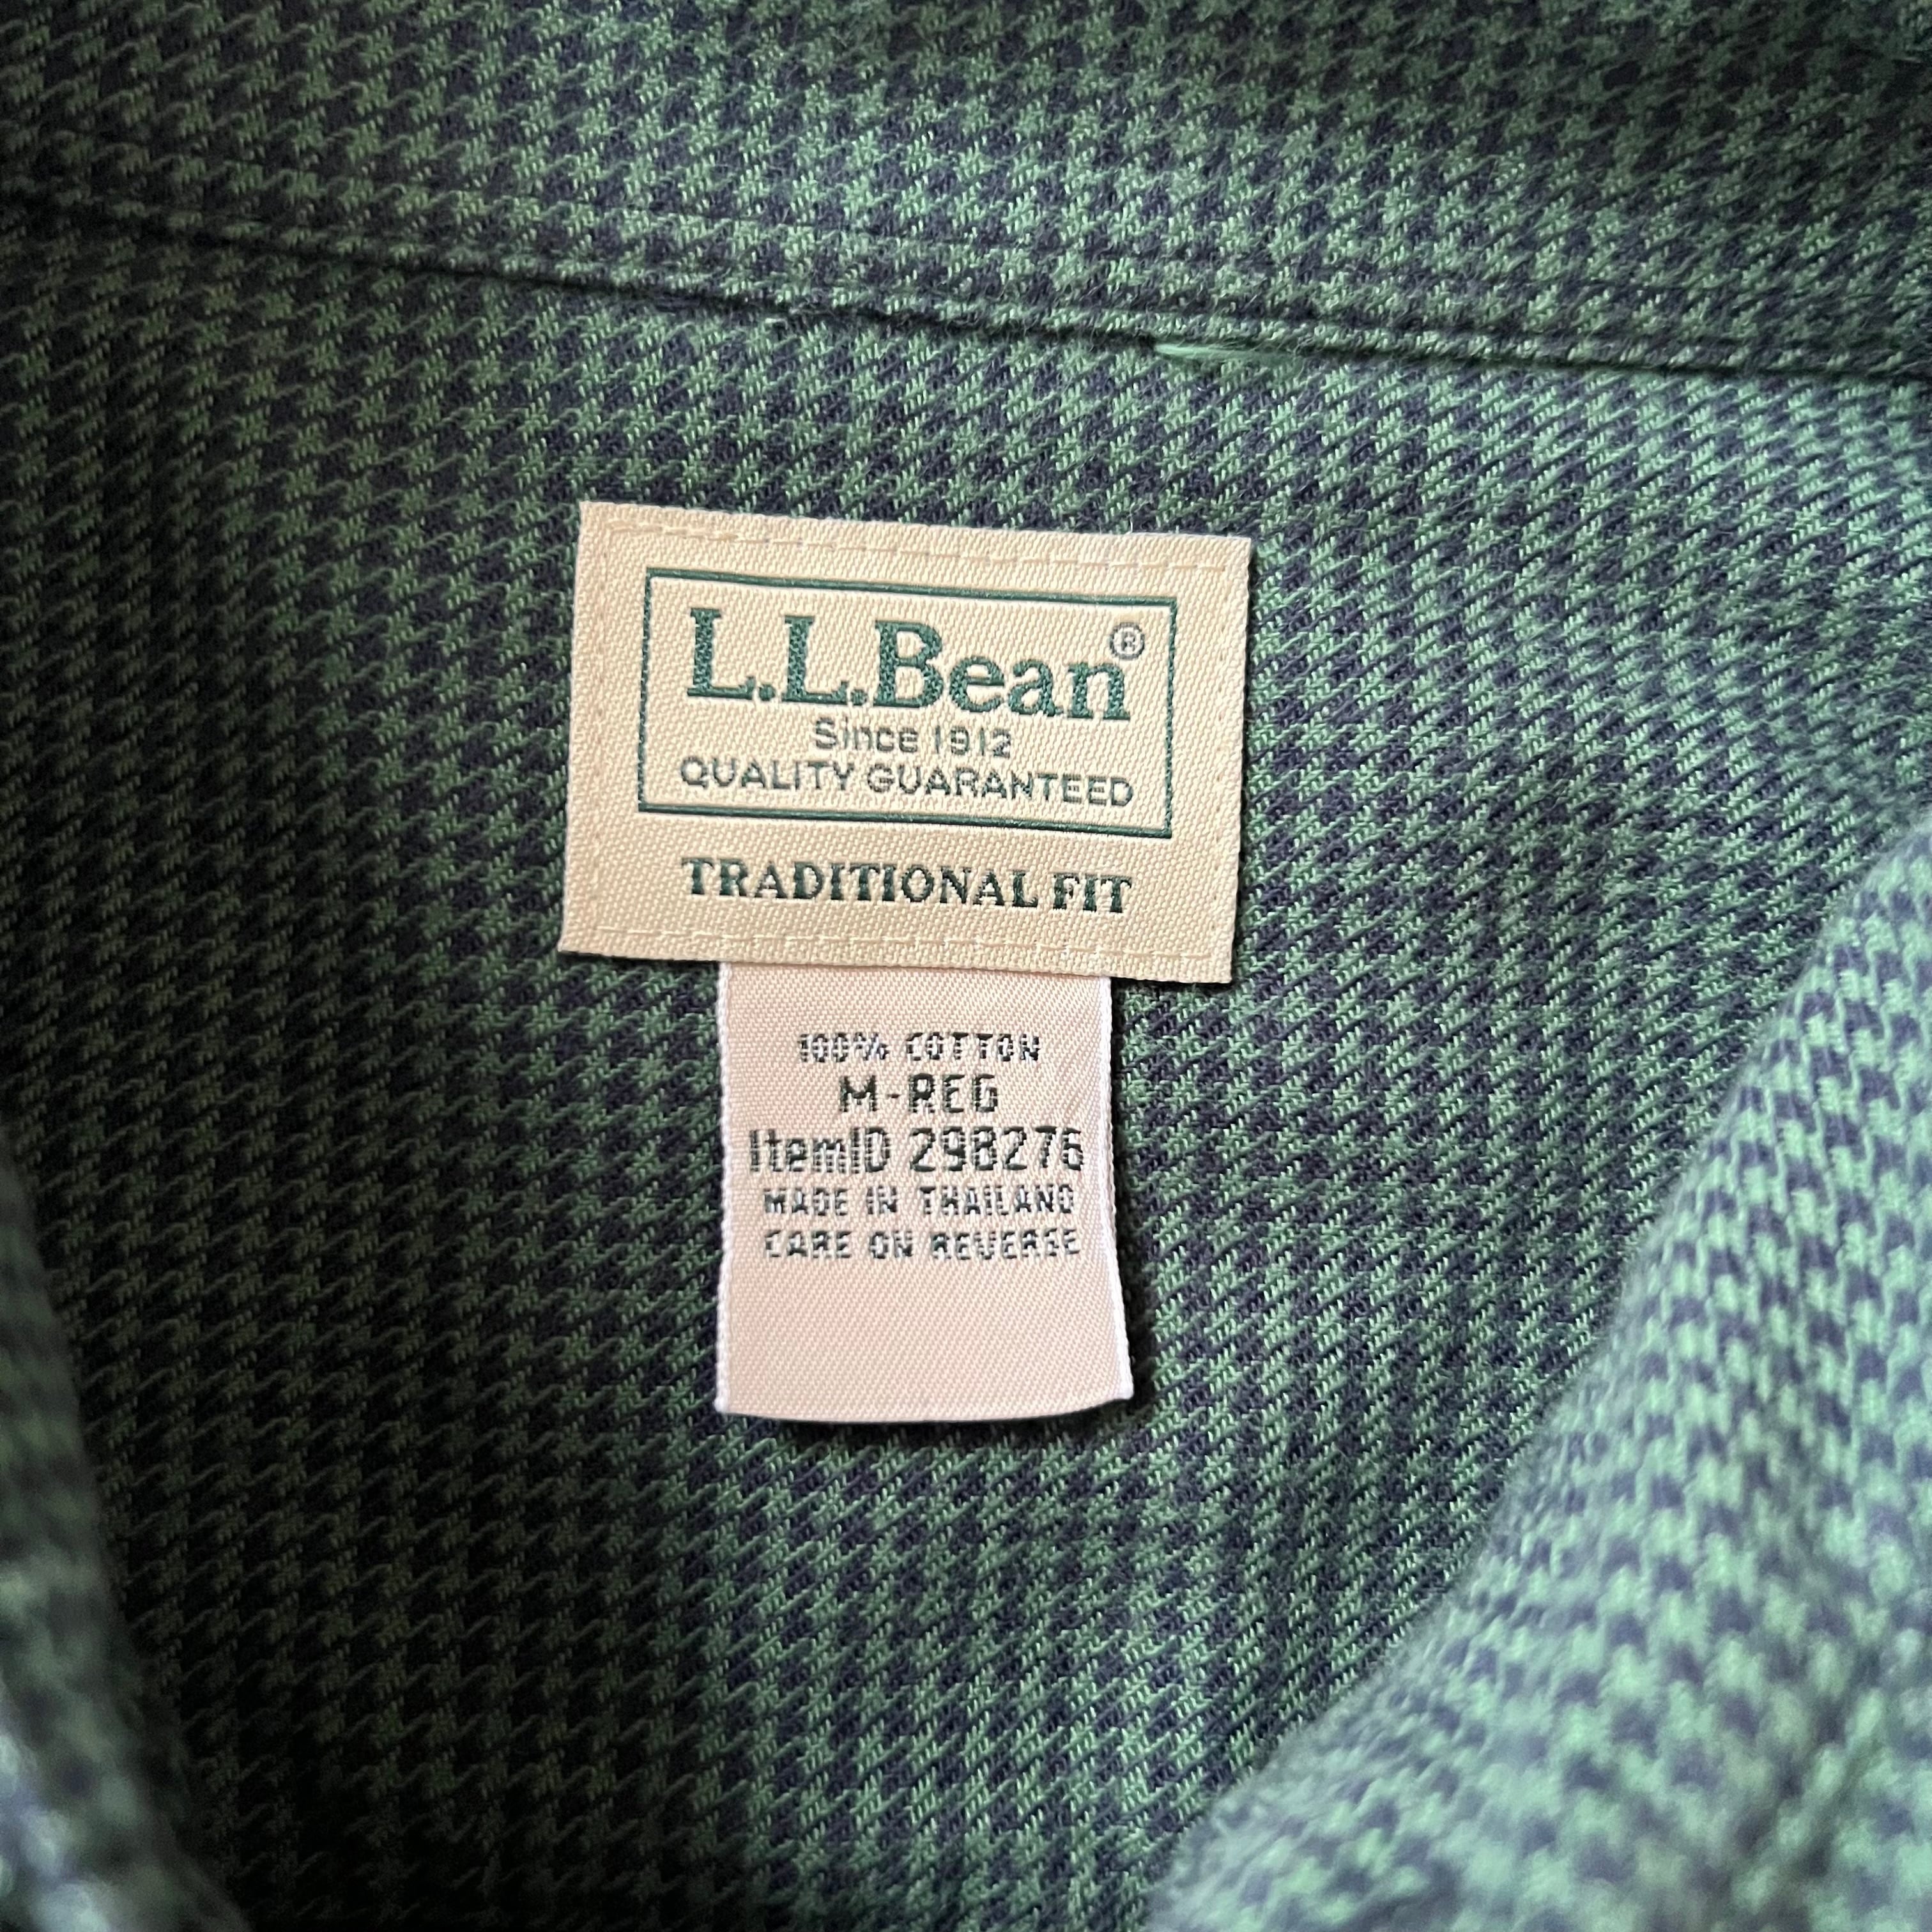 L.L.Bean®
Since 1912
QUALITY GUARANTEED
TRADITIONAL FIT
100% COTTON
M-REG
ItemID 298276
MADE IN THAILAND
CARE ON REVERSE